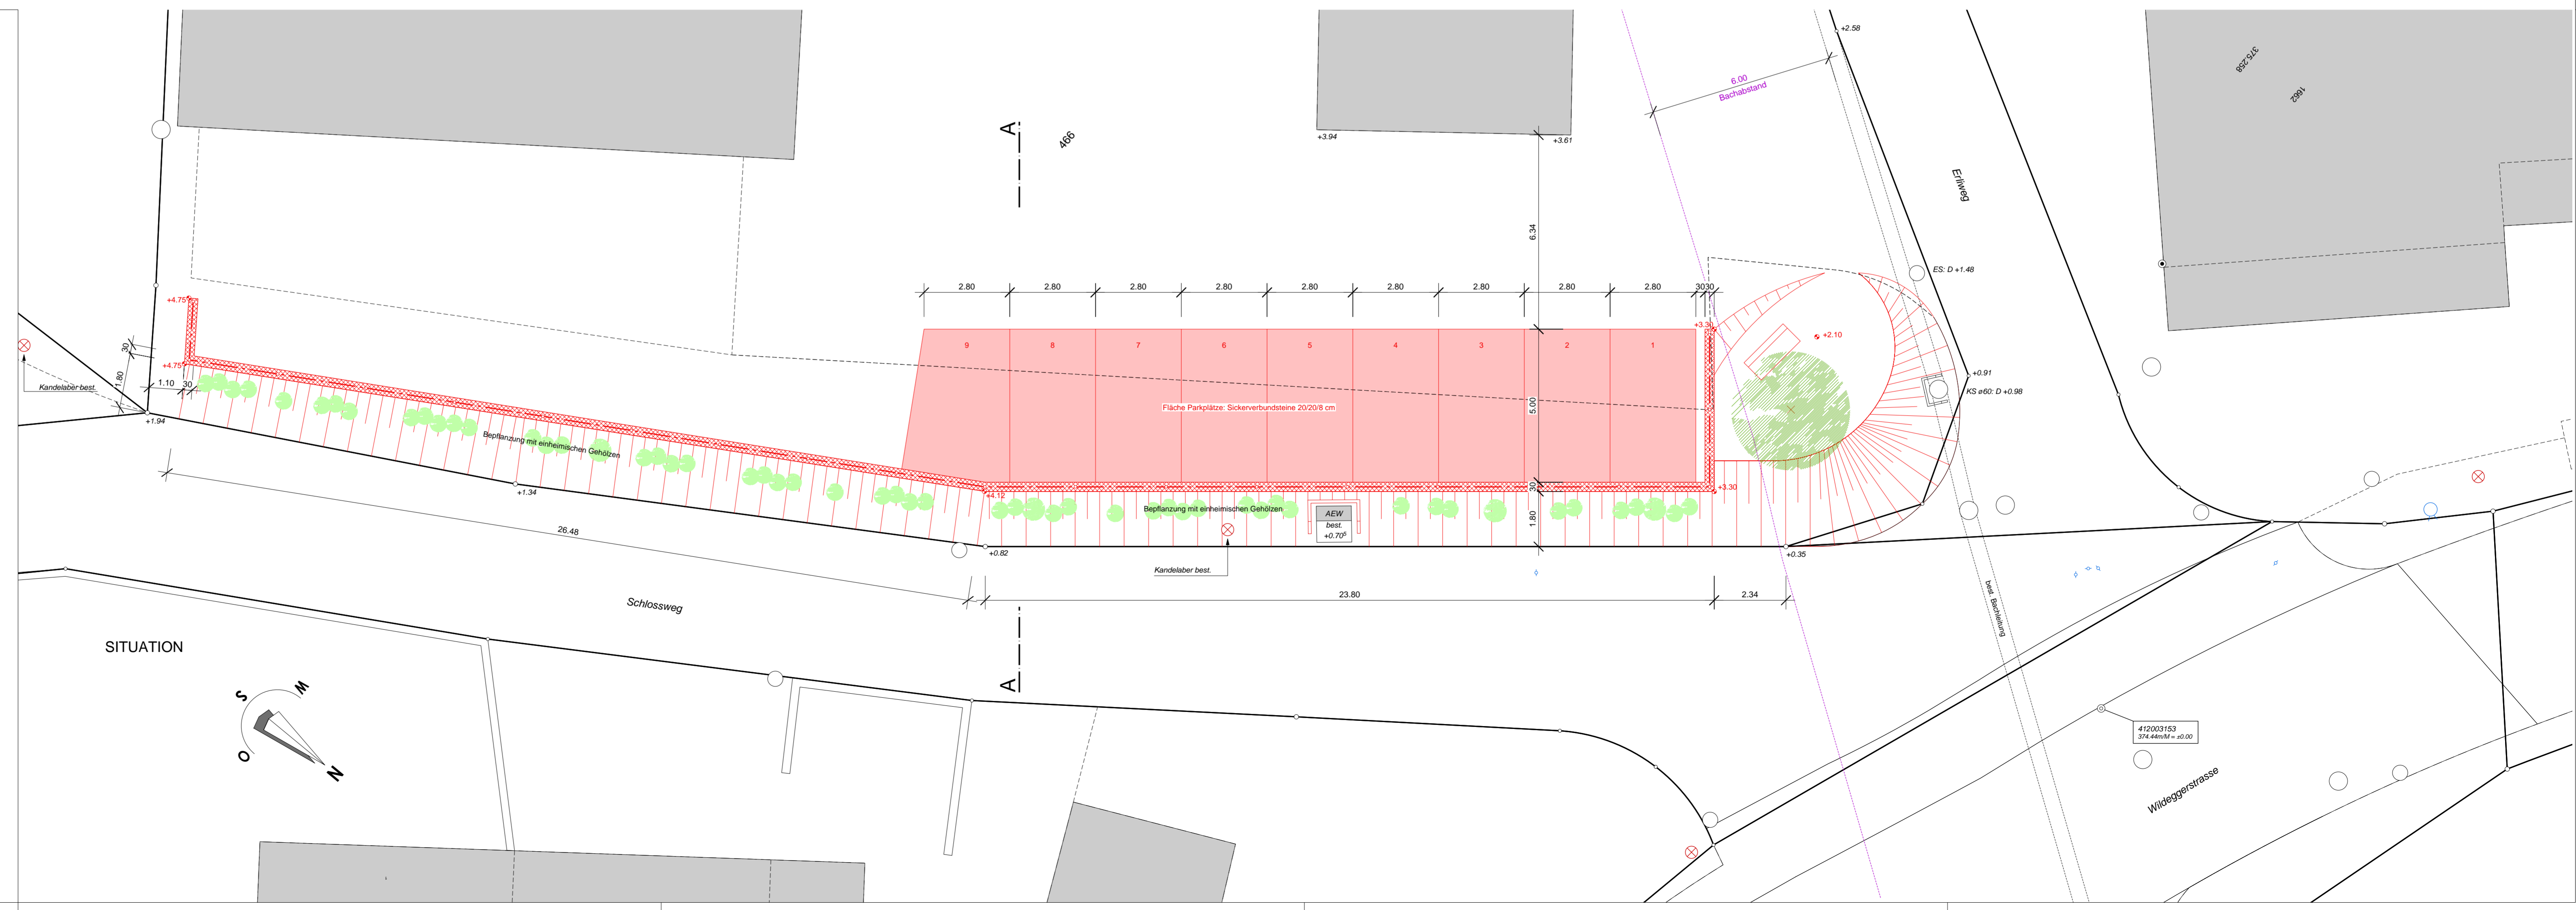 +2.58
375.258
1662
6.00
Bachabstand
A
466
+3.94
+3.61
Erliweg
6.34
ES: D +1.48
2.80
2.80
2.80
2.80
2.80
2.80
2.80
2.80
2.80
30
30
+4.75
+3.30
+2.10
9
8
7
6
5
4
3
2
1
30
+4.75
1.80
1.10
30
Kandelaber best.
+0.91
KS ø60: D +0.98
Fläche Parkplätze: Sickerverbundsteine 20/20/8 cm
5.00
+1.94
Bepflanzung mit einheimischen Gehölzen
+1.34
+4.12
30
+3.30
Bepflanzung mit einheimischen Gehölzen
AEW
best.
+0.70⁵
1.80
26.48
+0.82
+0.35
Kandelaber best.
23.80
2.34
Schlossweg
best. Bachleitung
SITUATION
A
S
W
O
N
412003153
374.44m/M = ±0.00
Wildeggerstrasse